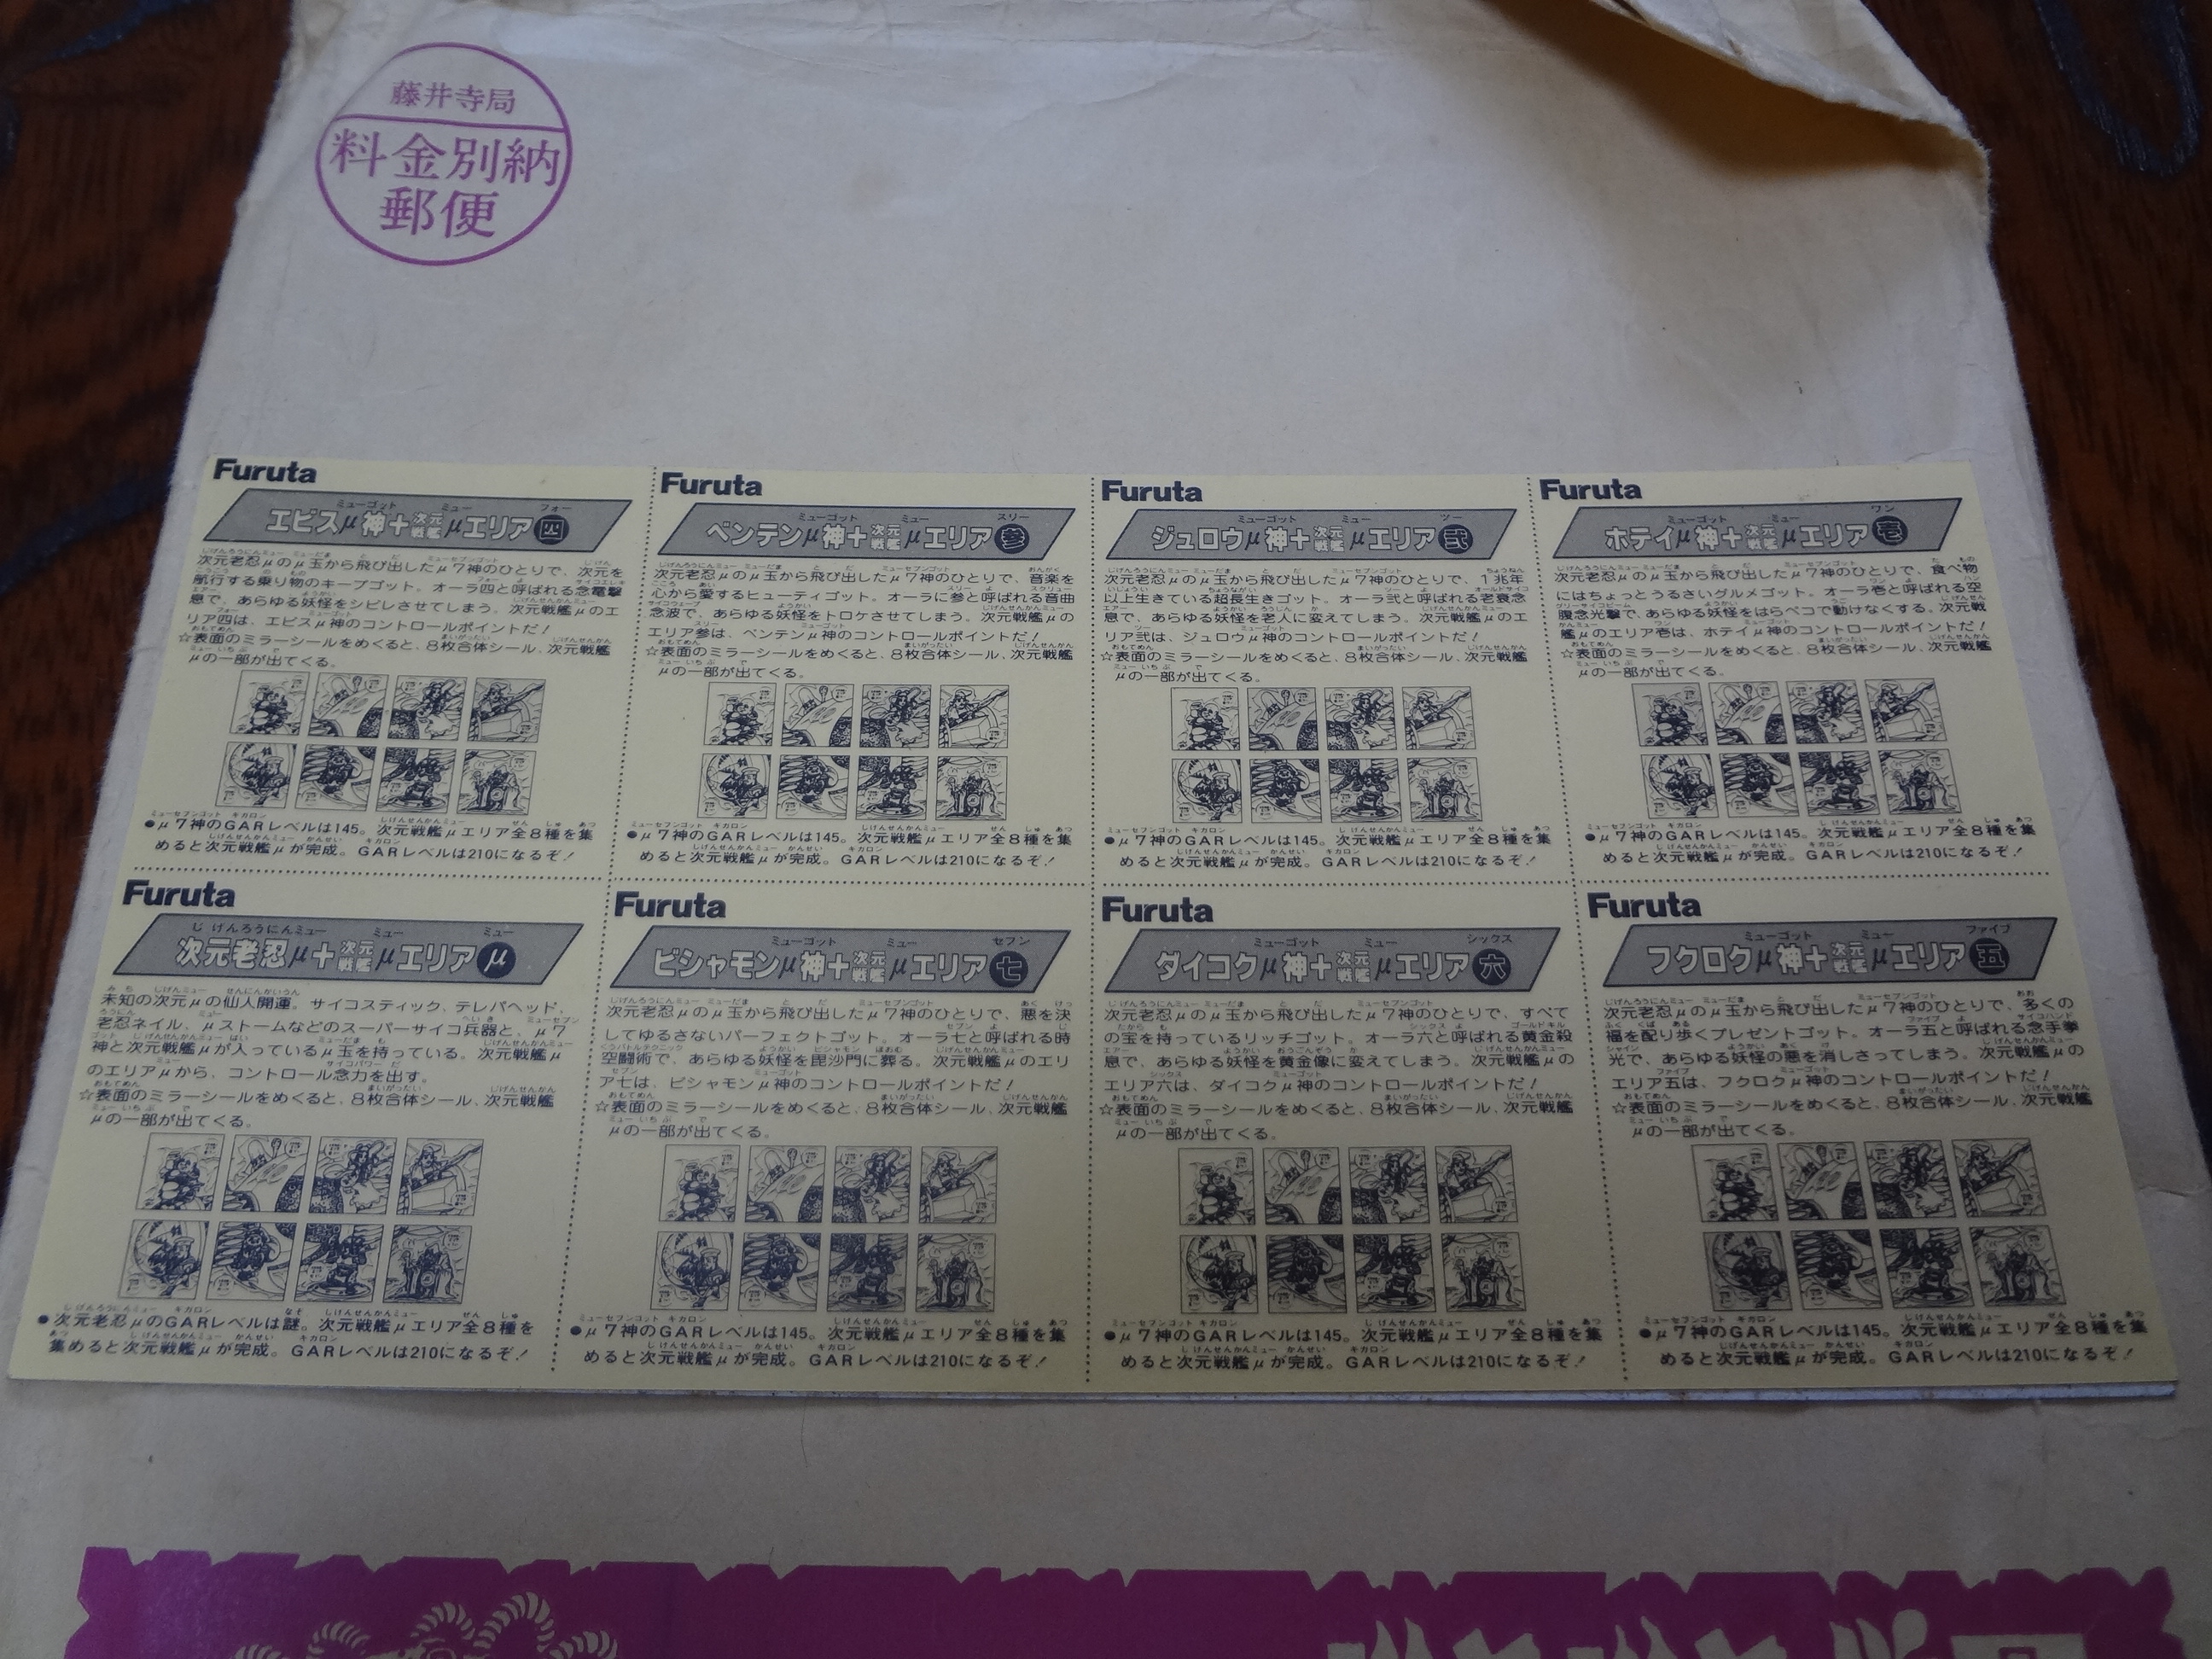 藤井寺局
料金別納
郵便
Furuta
エビスμ神+次元戦艦μエリア四
次元老忍μのμ玉から飛び出したμ7神のひとりで、次元を
航行する乗り物のキープゴット。オーラ四と呼ばれる念電撃
息で、あらゆる妖怪をシビレさせてしまう。次元戦艦μのエ
リア四は、エビスμ神のコントロールポイントだ!
☆表面のミラーシールをめくると、8枚合体シール、次元戦艦
μの一部が出てくる。
●μ7神のGARレベルは145。次元戦艦μエリア全8種を集
めると次元戦艦μが完成。GARレベルは210になるぞ!
Furuta
ベンテンμ神+次元戦艦μエリア参
次元老忍μのμ玉から飛び出したμ7神のひとりで、音楽を
心から愛するヒューティゴット。オーラに参と呼ばれる音曲
念波で、あらゆる妖怪をトロケさせてしまう。次元戦艦μの
エリア参は、ベンテンμ神のコントロールポイントだ!
☆表面のミラーシールをめくると、8枚合体シール、次元戦艦
μの一部が出てくる。
●μ7神のGARレベルは145。次元戦艦μエリア全8種を集
めると次元戦艦μが完成。GARレベルは210になるぞ!
Furuta
ジュロウμ神+次元戦艦μエリア弐
次元老忍μのμ玉から飛び出したμ7神のひとりで、1兆年
以上生きている超長生きゴット。オーラ弐と呼ばれる老衰念
息で、あらゆる妖怪を老人に変えてしまう。次元戦艦μのエ
リア弐は、ジュロウμ神のコントロールポイントだ!
☆表面のミラーシールをめくると、8枚合体シール、次元戦艦
μの一部が出てくる。
●μ7神のGARレベルは145。次元戦艦μエリア全8種を集
めると次元戦艦μが完成。GARレベルは210になるぞ!
Furuta
ホテイμ神+次元戦艦μエリア壱
次元老忍μのμ玉から飛び出したμ7神のひとりで、食べ物
にはちょっとうるさいグルメゴット。オーラ壱と呼ばれる空
腹念光撃で、あらゆる妖怪をはらペコで動けなくする。次元戦
艦μのエリア壱は、ホテイμ神のコントロールポイントだ!
☆表面のミラーシールをめくると、8枚合体シール、次元戦艦
μの一部が出てくる。
●μ7神のGARレベルは145。次元戦艦μエリア全8種を集
めると次元戦艦μが完成。GARレベルは210になるぞ!
Furuta
次元老忍μ+次元戦艦μエリアμ
未知の次元μの仙人開運。サイコスティック、テレパヘッド、
老忍ネイル、μストームなどのスーパーサイコ兵器と、μ7
神と次元戦艦μが入っているμ玉を持っている。次元戦艦μ
のエリアμから、コントロール念力を出す。
☆表面のミラーシールをめくると、8枚合体シール、次元戦艦
μの一部が出てくる。
●次元老忍μのGARレベルは謎。次元戦艦μエリア全8種を
集めると次元戦艦μが完成。GARレベルは210になるぞ!
Furuta
ビシャモンμ神+次元戦艦μエリア七
次元老忍μのμ玉から飛び出したμ7神のひとりで、悪を決
してゆるさないパーフェクトゴット。オーラ七と呼ばれる時
空闘術で、あらゆる妖怪を毘沙門に葬る。次元戦艦μのエリ
ア七は、ビシャモンμ神のコントロールポイントだ!
☆表面のミラーシールをめくると、8枚合体シール、次元戦艦
μの一部が出てくる。
●μ7神のGARレベルは145。次元戦艦μエリア全8種を集
めると次元戦艦μが完成。GARレベルは210になるぞ!
Furuta
ダイコクμ神+次元戦艦μエリア六
次元老忍μのμ玉から飛び出したμ7神のひとりで、すべて
の宝を持っているリッチゴット。オーラ六と呼ばれる黄金殺
息で、あらゆる妖怪を黄金像に変えてしまう。次元戦艦μの
エリア六は、ダイコクμ神のコントロールポイントだ!
☆表面のミラーシールをめくると、8枚合体シール、次元戦艦
μの一部が出てくる。
●μ7神のGARレベルは145。次元戦艦μエリア全8種を集
めると次元戦艦μが完成。GARレベルは210になるぞ!
Furuta
フクロクμ神+次元戦艦μエリア五
次元老忍μのμ玉から飛び出したμ7神のひとりで、多くの
福を配り歩くプレゼントゴット。オーラ五と呼ばれる念手拳
光で、あらゆる妖怪の悪を消しさってしまう。次元戦艦μの
エリア五は、フクロクμ神のコントロールポイントだ!
☆表面のミラーシールをめくると、8枚合体シール、次元戦艦
μの一部が出てくる。
●μ7神のGARレベルは145。次元戦艦μエリア全8種を集
めると次元戦艦μが完成。GARレベルは210になるぞ!